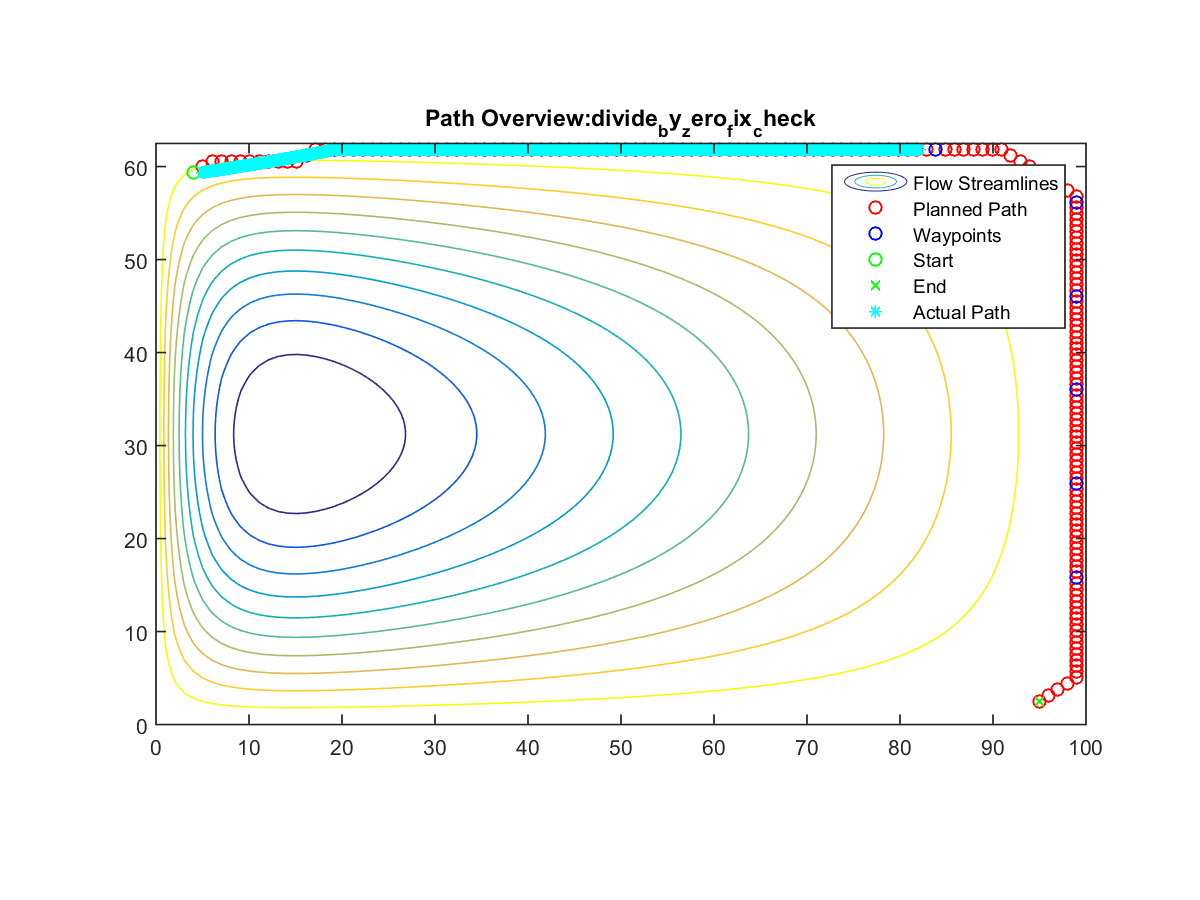 Path Overview:divide_by_zero_fix_check
60
50
40
30
20
10
0
0 10 20 30 40 50 60 70 80 90 100
Flow Streamlines
Planned Path
Waypoints
Start
End
Actual Path